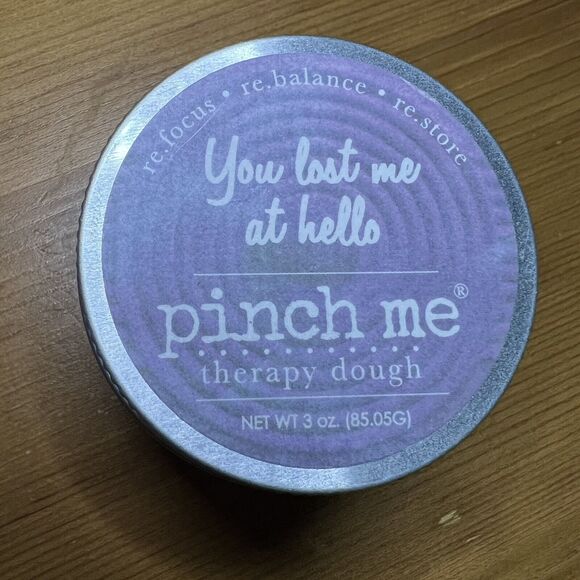 re.focus • re.balance • re.store
You lost me
at hello
pinch me®
therapy dough
NET WT 3 oz. (85.05G)